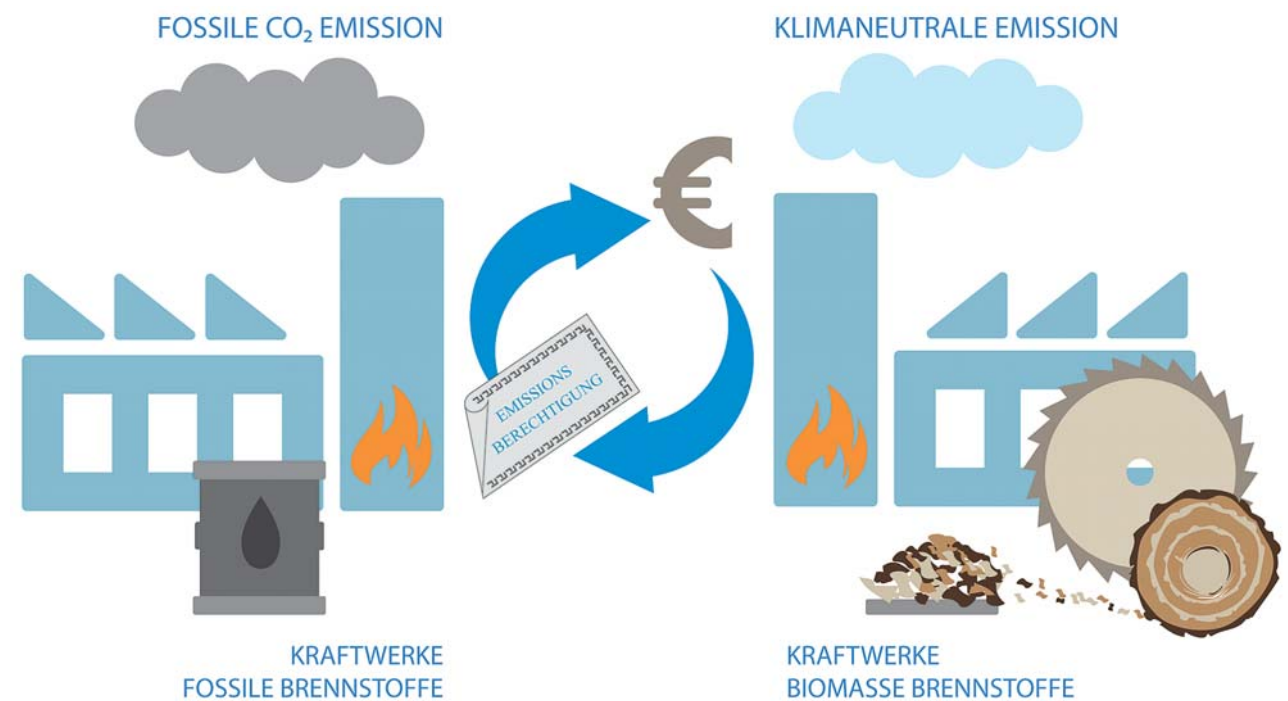 FOSSILE CO₂ EMISSION
KLIMANEUTRALE EMISSION
€
EMISSIONS
BERECHTIGUNG
KRAFTWERKE
FOSSILE BRENNSTOFFE
KRAFTWERKE
BIOMASSE BRENNSTOFFE